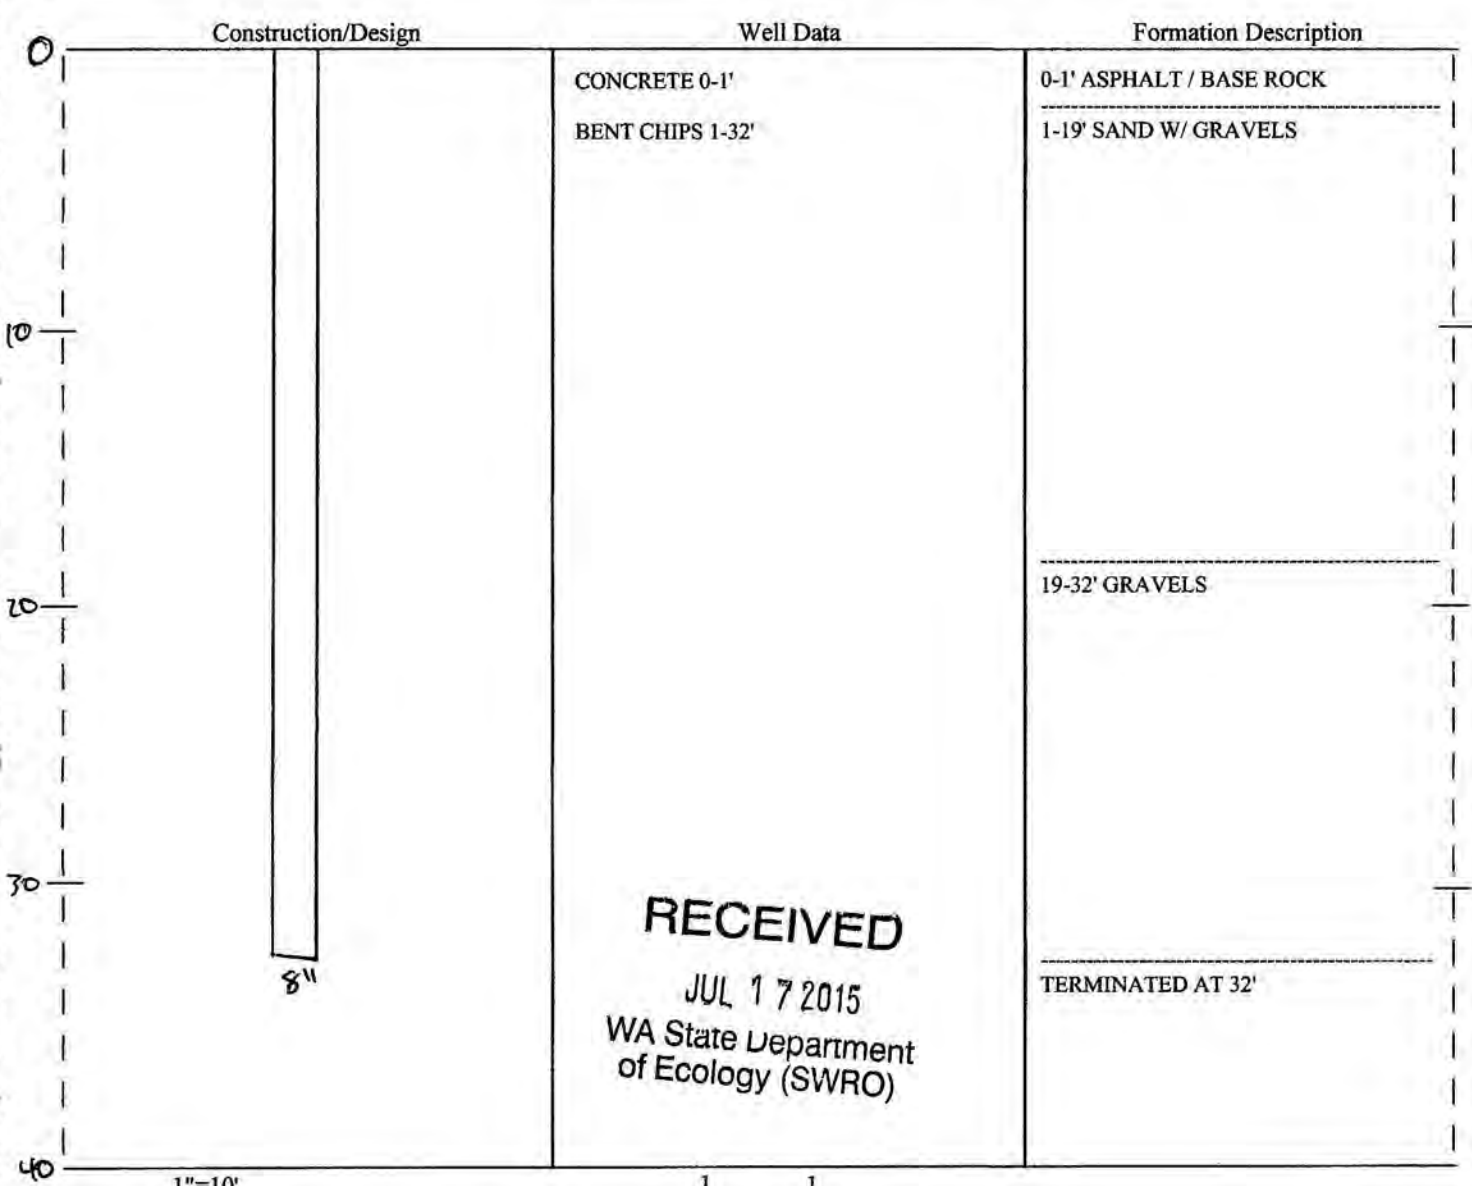 Construction/Design Well Data Formation Description
0
CONCRETE 0-1'
0-1' ASPHALT / BASE ROCK
BENT CHIPS 1-32'
1-19' SAND W/ GRAVELS
10
19-32' GRAVELS
20
30
RECEIVED
8"
JUL 17 2015
TERMINATED AT 32'
WA State Department
of Ecology (SWRO)
40
1"=10'
1 1